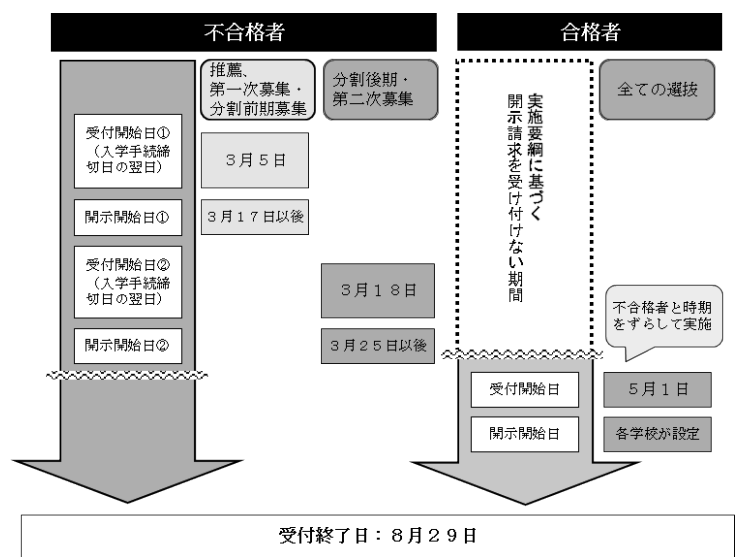 不合格者
推薦、
第一次募集・
分割前期募集
分割後期・
第二次募集
受付開始日①
（入学手続締
切日の翌日）
３月５日
開示開始日①
３月１７日以後
受付開始日②
（入学手続締
切日の翌日）
３月１８日
開示開始日②
３月２５日以後
合格者
実施要綱に基づく
開示請求を受け付けない期間
全ての選抜
不合格者と時期
をずらして実施
受付開始日
５月１日
開示開始日
各学校が設定
受付終了日：８月２９日